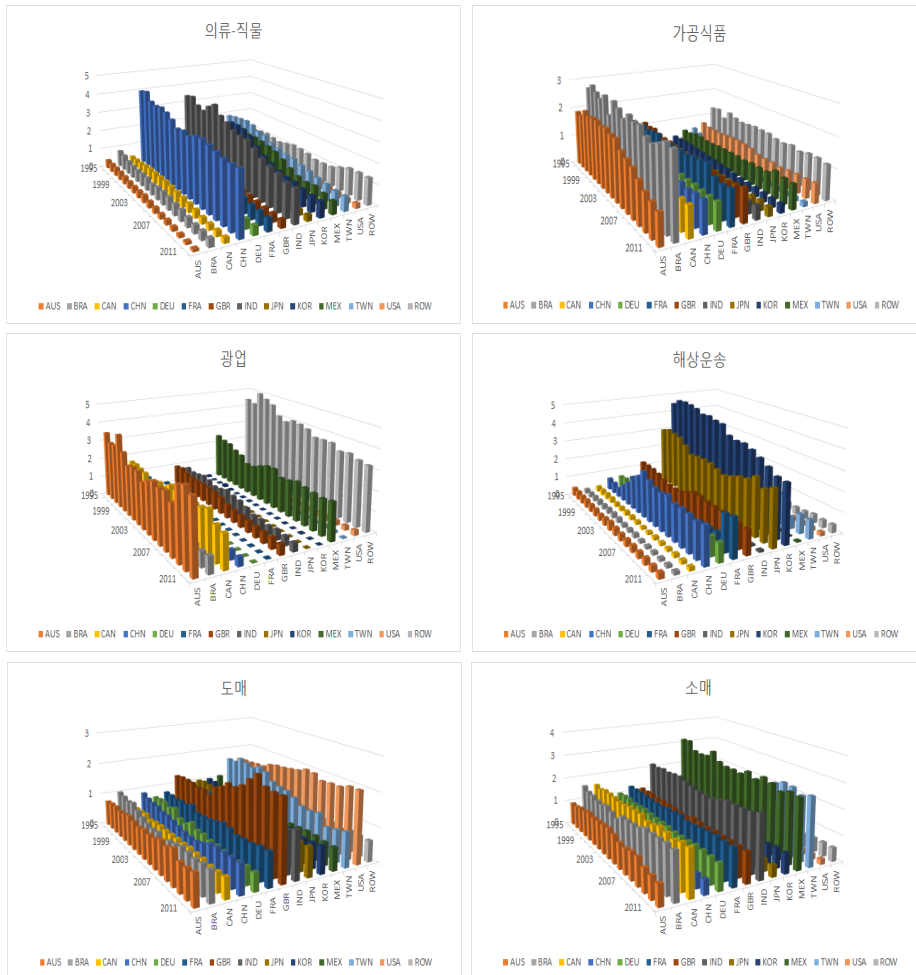 의류-직물
5
4
3
2
1
0
1995
1999
2003
2007
2011
AUS
BRA
CAN
CHN
DEU
FRA
GBR
IND
JPN
KOR
MEX
TWN
USA
ROW
AUS BRA CAN CHN DEU FRA GBR IND JPN KOR MEX TWN USA ROW
가공식품
3
2
1
0
1995
1999
2003
2007
2011
AUS
BRA
CAN
CHN
DEU
FRA
GBR
IND
JPN
KOR
MEX
TWN
USA
ROW
AUS BRA CAN CHN DEU FRA GBR IND JPN KOR MEX TWN USA ROW
광업
5
4
3
2
1
0
1995
1999
2003
2007
2011
AUS
BRA
CAN
CHN
DEU
FRA
GBR
IND
JPN
KOR
MEX
TWN
USA
ROW
AUS BRA CAN CHN DEU FRA GBR IND JPN KOR MEX TWN USA ROW
해상운송
5
4
3
2
1
0
1995
1999
2003
2007
2011
AUS
BRA
CAN
CHN
DEU
FRA
GBR
IND
JPN
KOR
MEX
TWN
USA
ROW
AUS BRA CAN CHN DEU FRA GBR IND JPN KOR MEX TWN USA ROW
도매
3
2
1
0
1995
1999
2003
2007
2011
AUS
BRA
CAN
CHN
DEU
FRA
GBR
IND
JPN
KOR
MEX
TWN
USA
ROW
AUS BRA CAN CHN DEU FRA GBR IND JPN KOR MEX TWN USA ROW
소매
4
3
2
1
0
1995
1999
2003
2007
2011
AUS
BRA
CAN
CHN
DEU
FRA
GBR
IND
JPN
KOR
MEX
TWN
USA
ROW
AUS BRA CAN CHN DEU FRA GBR IND JPN KOR MEX TWN USA ROW